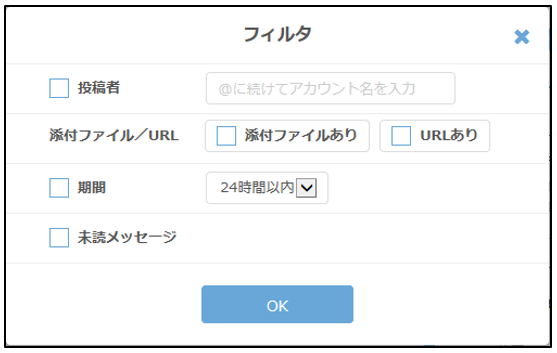 フィルタ
投稿者 @に続けてアカウント名を入力
添付ファイル／URL 添付ファイルあり URLあり
期間 24時間以内
未読メッセージ
OK